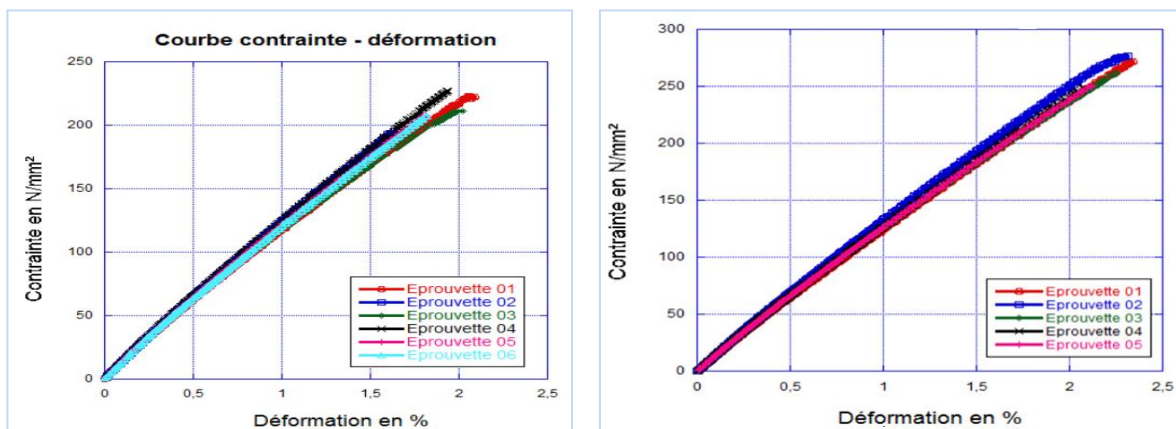 Courbe contrainte - déformation
250
200
150
100
50
0
Contrainte en N/mm²
0
0,5
1
1,5
2
2,5
Déformation en %
Eprouvette 01
Eprouvette 02
Eprouvette 03
Eprouvette 04
Eprouvette 05
Eprouvette 06
300
250
200
150
100
50
0
Contrainte en N/mm²
0
0,5
1
1,5
2
2,5
Déformation en %
Eprouvette 01
Eprouvette 02
Eprouvette 03
Eprouvette 04
Eprouvette 05